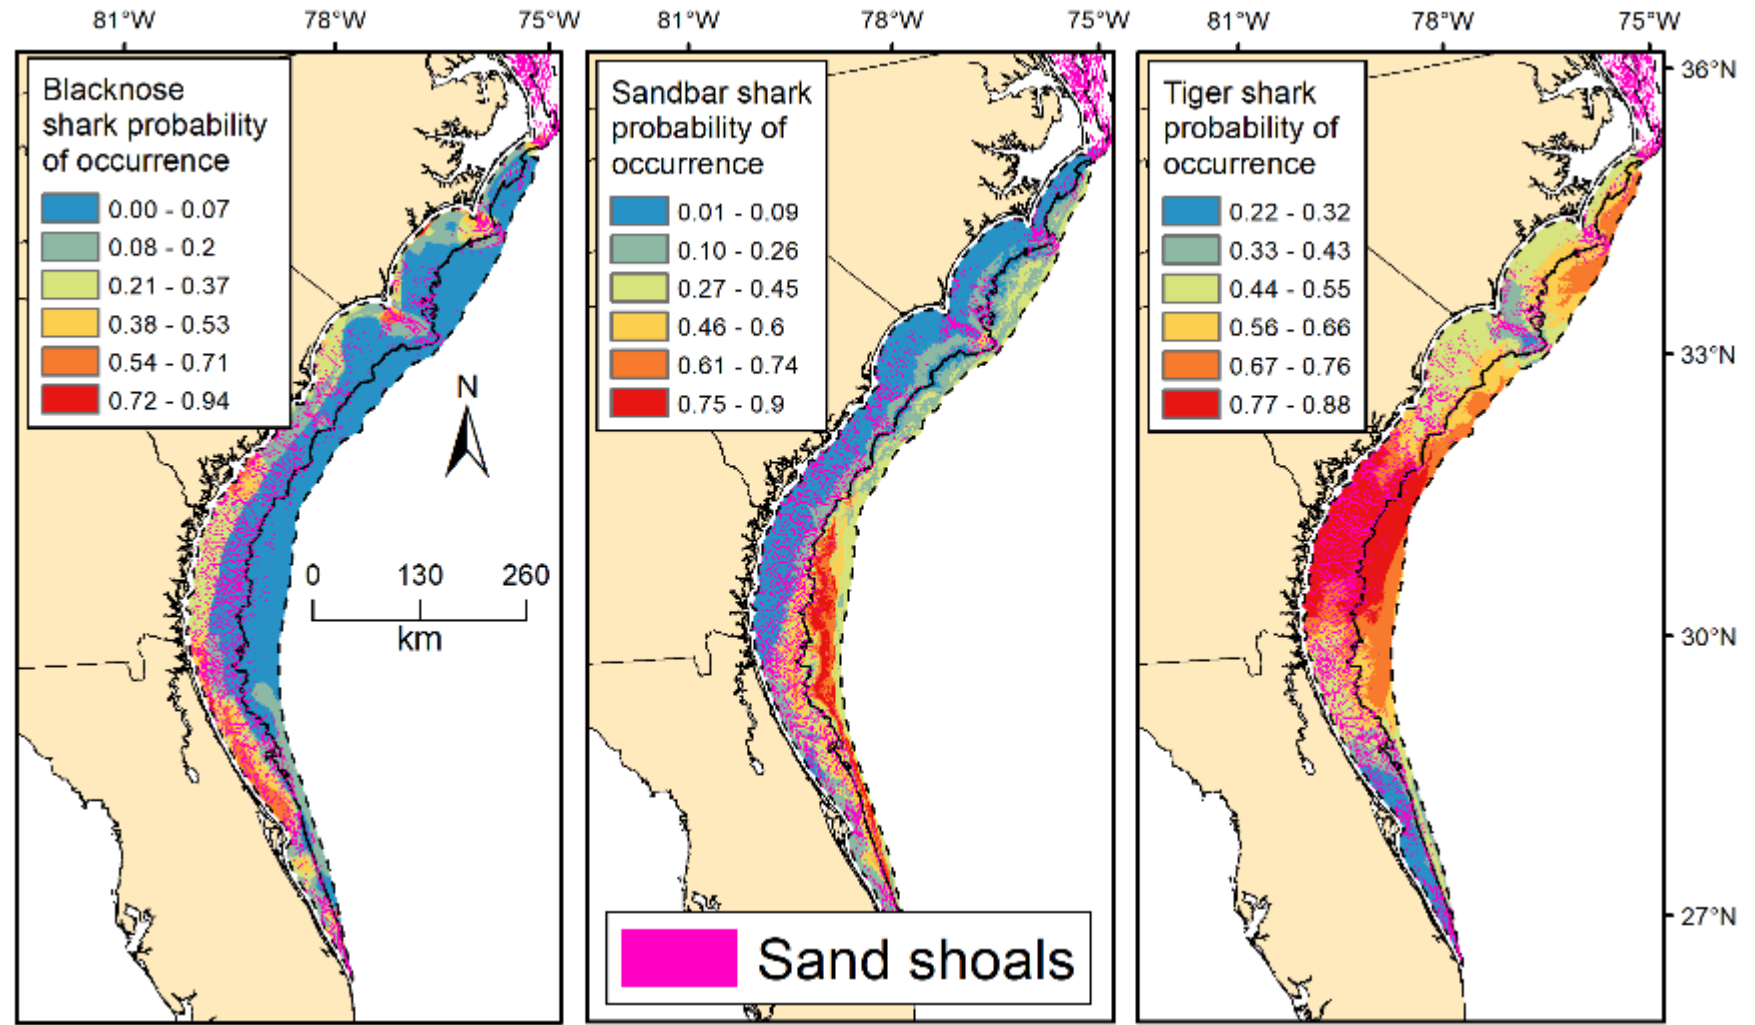 81°W 78°W 75°W 81°W 78°W 75°W 81°W 78°W 75°W
Blacknose
shark probability
of occurrence
0.00 - 0.07
0.08 - 0.2
0.21 - 0.37
0.38 - 0.53
0.54 - 0.71
0.72 - 0.94
N
0 130 260
km
Sandbar shark
probability of
occurrence
0.01 - 0.09
0.10 - 0.26
0.27 - 0.45
0.46 - 0.6
0.61 - 0.74
0.75 - 0.9
Sand shoals
Tiger shark
probability of
occurrence
0.22 - 0.32
0.33 - 0.43
0.44 - 0.55
0.56 - 0.66
0.67 - 0.76
0.77 - 0.88
36°N
33°N
30°N
27°N